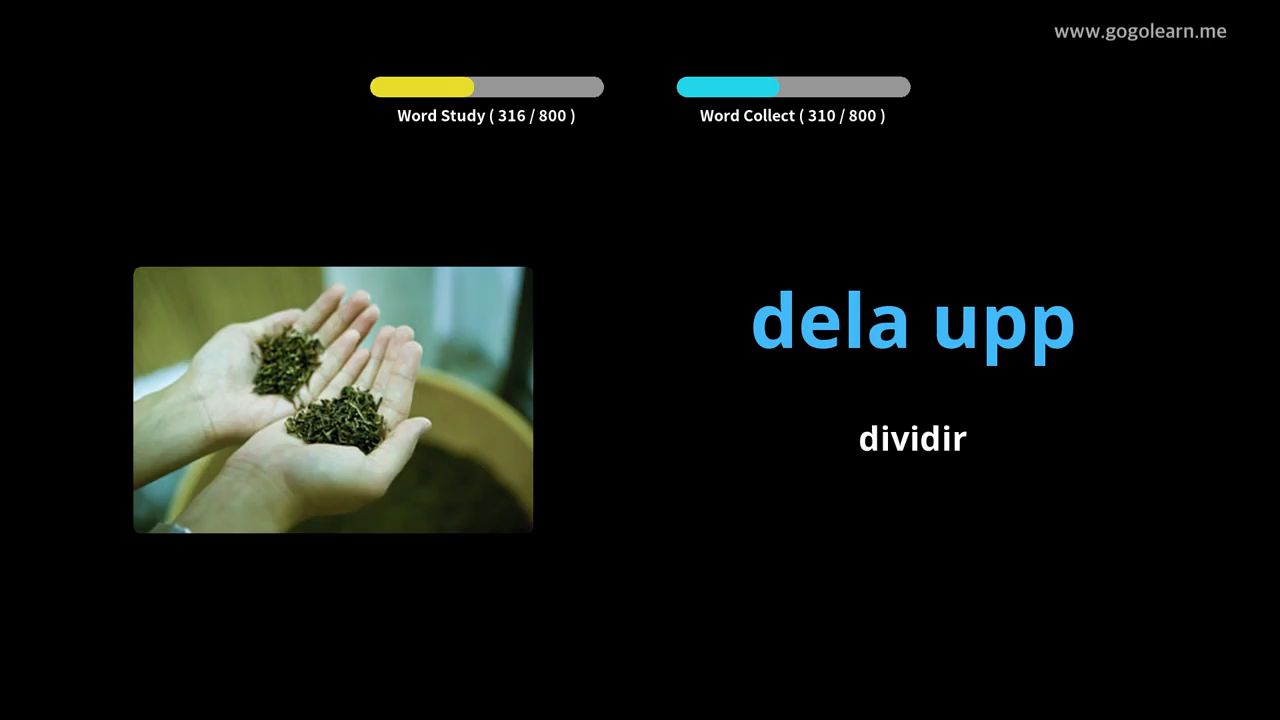 www.gogolearn.me
Word Study ( 316 / 800 )
Word Collect ( 310 / 800 )
dela upp
dividir